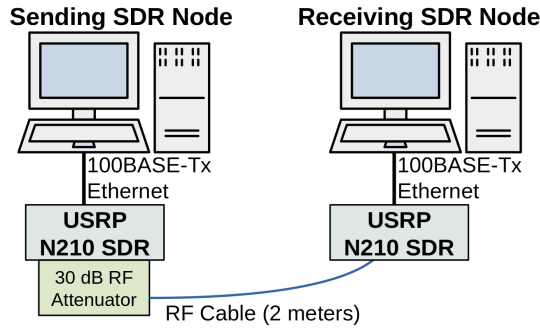 Sending SDR Node
Receiving SDR Node
100BASE-Tx
Ethernet
100BASE-Tx
Ethernet
USRP
N210 SDR
USRP
N210 SDR
30 dB RF
Attenuator
RF Cable (2 meters)